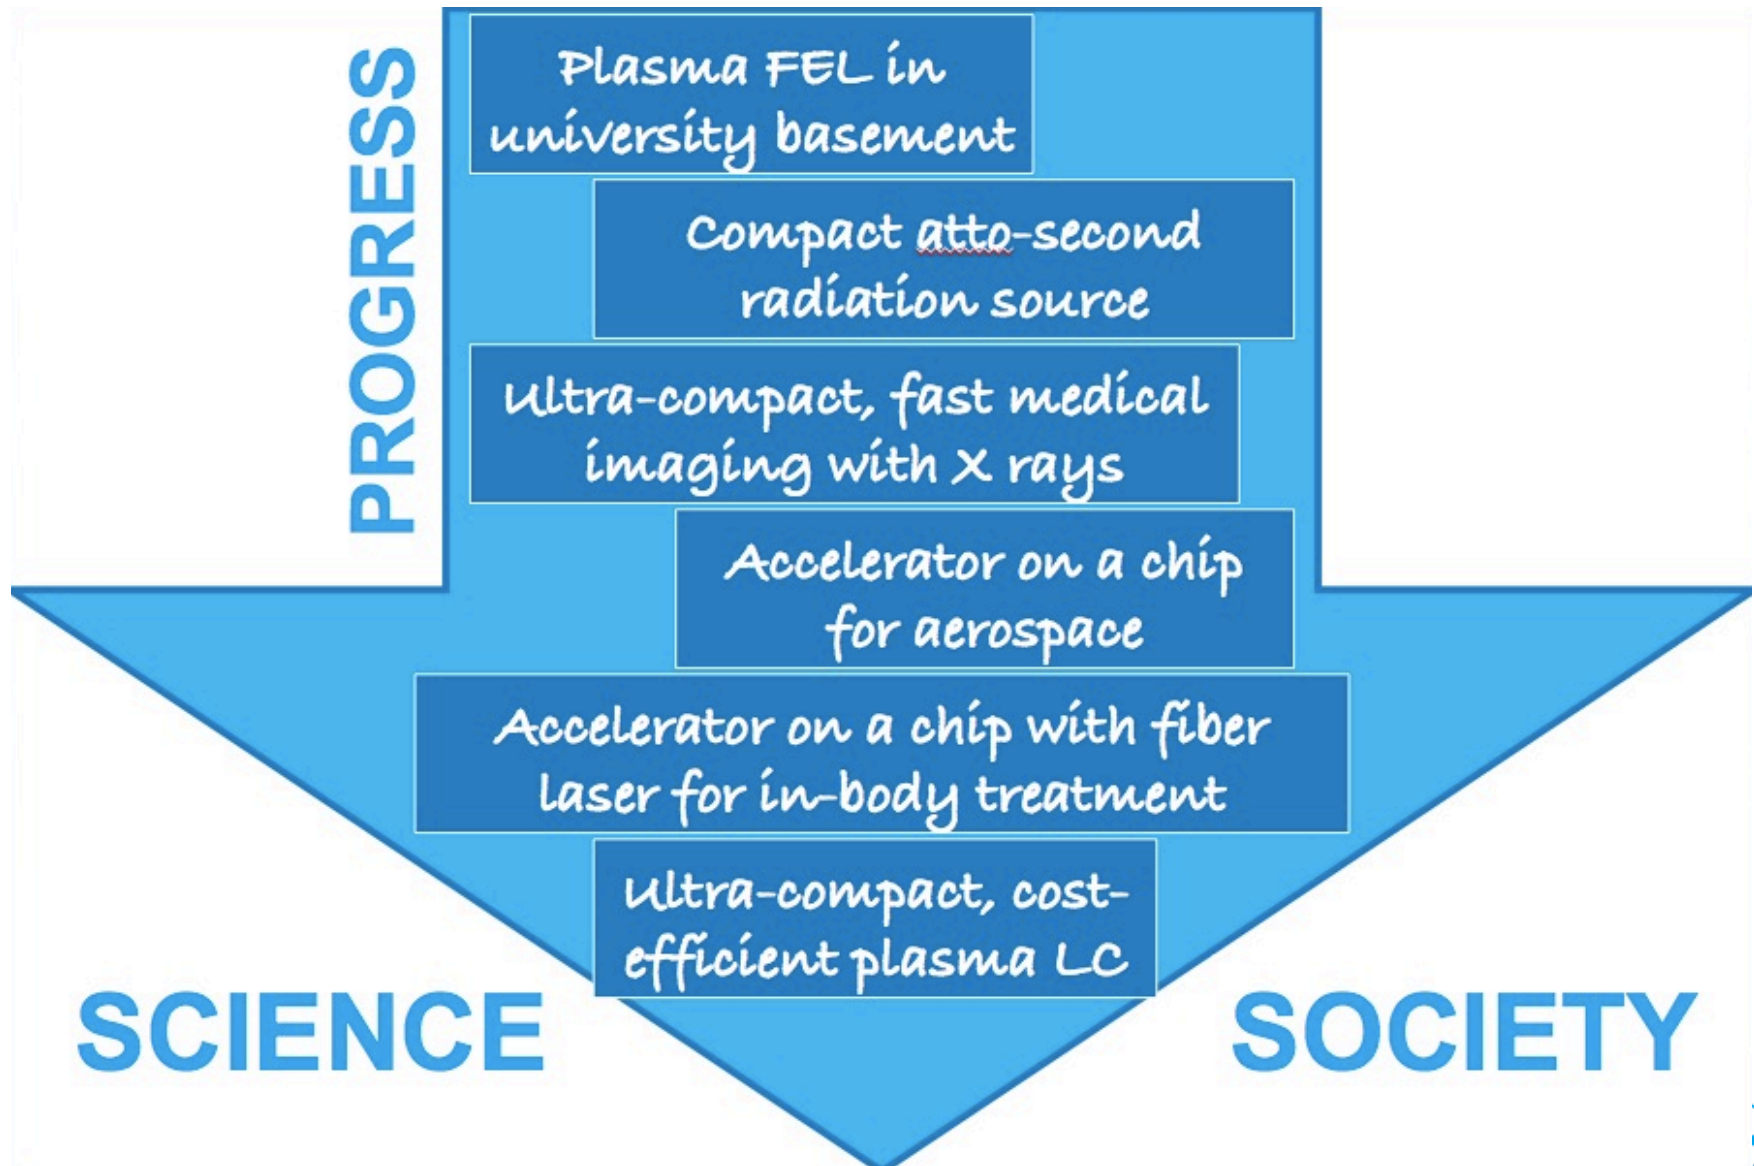 PROGRESS
Plasma FEL in
university basement
Compact atto-second
radiation source
Ultra-compact, fast medical
imaging with X rays
Accelerator on a chip
for aerospace
Accelerator on a chip with fiber
laser for in-body treatment
Ultra-compact, cost-
efficient plasma LC
SCIENCE
SOCIETY